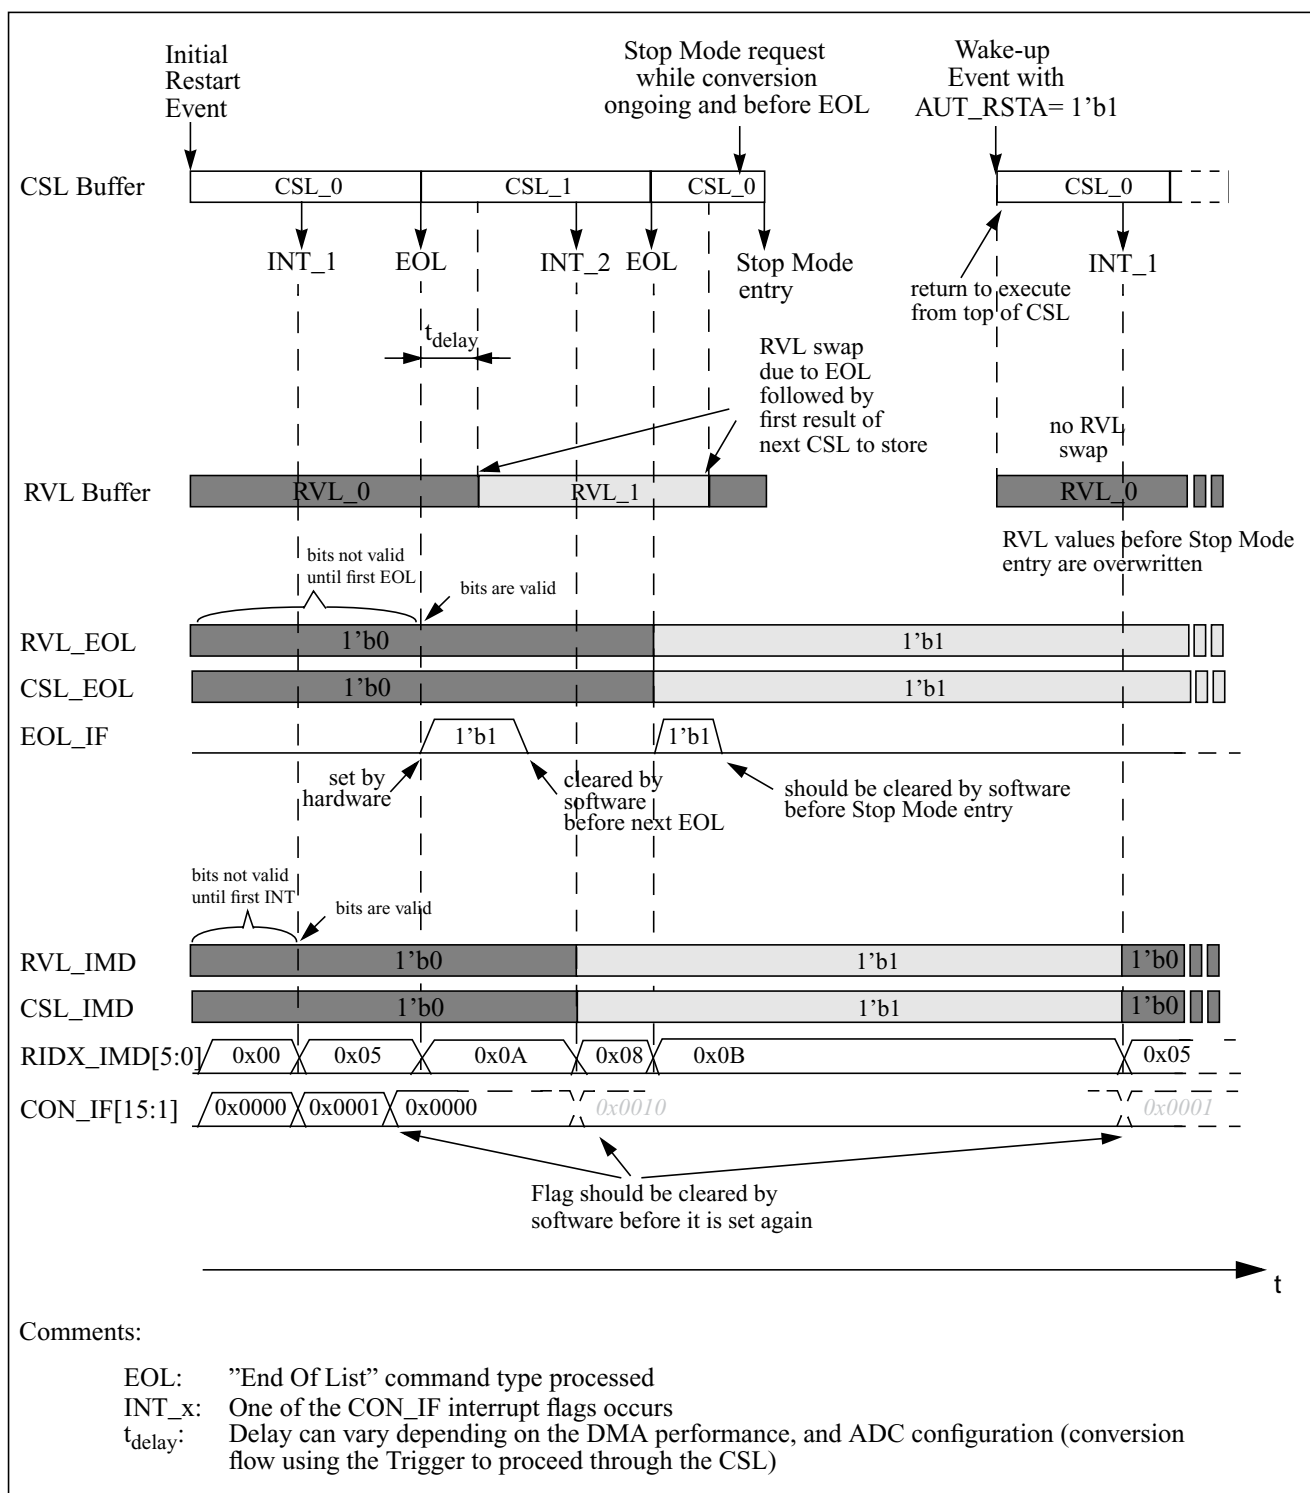 Initial
Restart
Event
Stop Mode request
while conversion
ongoing and before EOL
Wake-up
Event with
AUT_RSTA= 1’b1
CSL Buffer
CSL_0
CSL_1
CSL_0
CSL_0
INT_1
EOL
INT_2
EOL
Stop Mode
entry
INT_1
return to execute
from top of CSL
tdelay
RVL swap
due to EOL
followed by
first result of
next CSL to store
no RVL
swap
RVL Buffer
RVL_0
RVL_1
RVL_0
RVL values before Stop Mode
entry are overwritten
bits not valid
until first EOL
bits are valid
RVL_EOL
1’b0
1’b1
CSL_EOL
1’b0
1’b1
EOL_IF
1’b1
1’b1
set by
hardware
cleared by
software
before next EOL
should be cleared by software
before Stop Mode entry
bits not valid
until first INT
bits are valid
RVL_IMD
1’b0
1’b1
1’b0
CSL_IMD
1’b0
1’b1
1’b0
RIDX_IMD[5:0]
0x00
0x05
0x0A
0x08
0x0B
0x05
CON_IF[15:1]
0x0000
0x0001
0x0000
0x0010
0x0001
Flag should be cleared by
software before it is set again
t
Comments:
EOL: ”End Of List” command type processed
INT_x: One of the CON_IF interrupt flags occurs
tdelay: Delay can vary depending on the DMA performance, and ADC configuration (conversion
flow using the Trigger to proceed through the CSL)